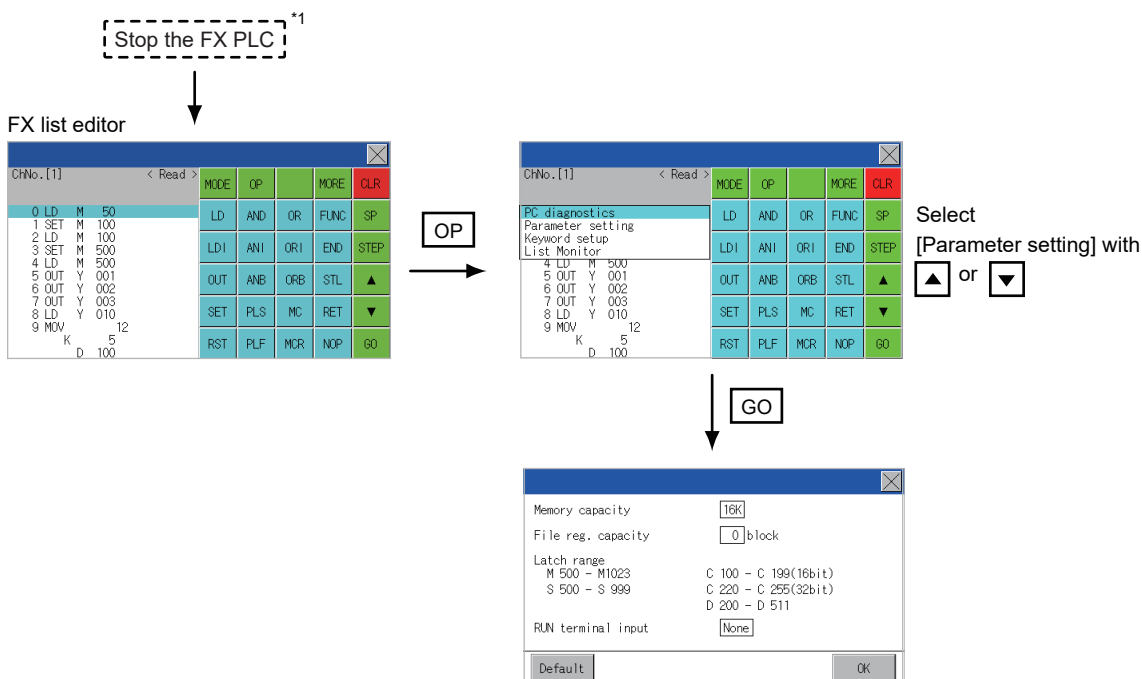 Stop the FX PLC *1
FX list editor
ChNo.[1] < Read >
MODE OP MORE CLR
0 LD M 50
1 SET M 100
2 LD M 100
3 SET M 500
4 LD M 500
5 OUT Y 001
6 OUT Y 002
7 OUT Y 003
8 LD Y 010
9 MOV 12
K 5
D 100
LD AND OR FUNC SP
LDI ANI ORI END STEP
OUT ANB ORB STL ▲
SET PLS MC RET ▼
RST PLF MCR NOP GO
OP
ChNo.[1] < Read >
MODE OP MORE CLR
PC diagnostics
Parameter setting
Keyword setup
List Monitor
4 LD M 500
5 OUT Y 001
6 OUT Y 002
7 OUT Y 003
8 LD Y 010
9 MOV 12
K 5
D 100
LD AND OR FUNC SP
LDI ANI ORI END STEP
OUT ANB ORB STL ▲
SET PLS MC RET ▼
RST PLF MCR NOP GO
Select
[Parameter setting] with
▲ or ▼
GO
Memory capacity 16K
File reg. capacity 0 block
Latch range
M 500 - M1023 C 100 - C 199(16bit)
S 500 - S 999 C 220 - C 255(32bit)
D 200 - D 511
RUN terminal input None
Default OK